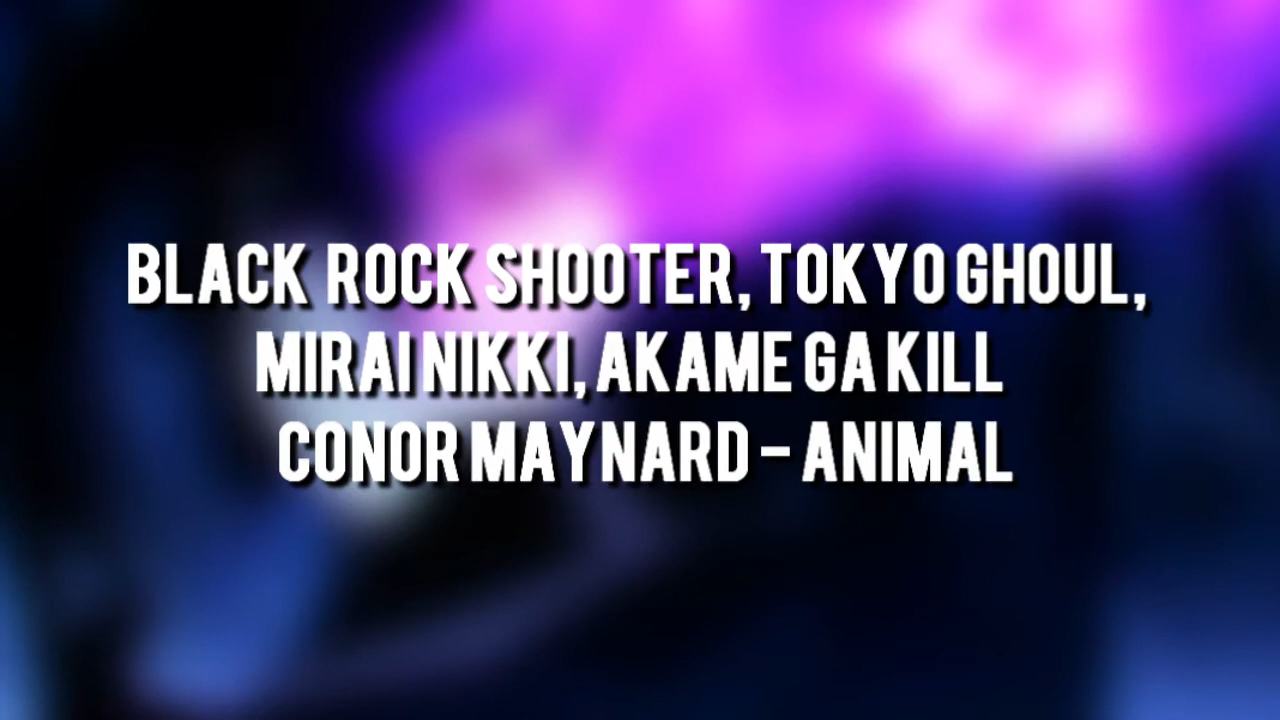 BLACK ROCK SHOOTER, TOKYO GHOUL,
MIRAI NIKKI, AKAME GA KILL
CONOR MAYNARD - ANIMAL